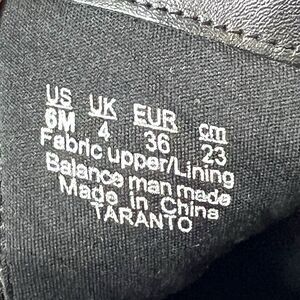 US UK EUR cm
6M 4 36 23
Fabric upper/Lining
Balance man made
Made in China
TARANTO